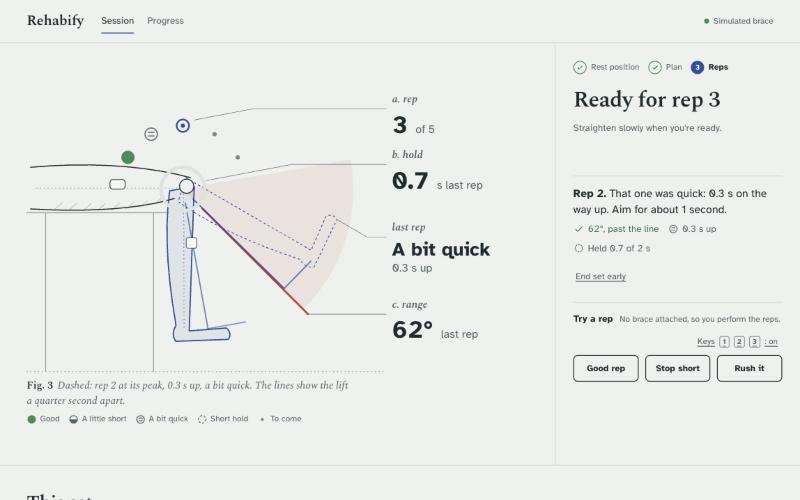 Rehabify
Session
Progress
Simulated brace
a. rep
3 of 5
b. hold
0.7 s last rep
last rep
A bit quick
0.3 s up
c. range
62° last rep
Fig. 3 Dashed: rep 2 at its peak, 0.3 s up, a bit quick. The lines show the lift
a quarter second apart.
Good
A little short
A bit quick
Short hold
To come
Rest position
Plan
3 Reps
Ready for rep 3
Straighten slowly when you're ready.
Rep 2. That one was quick: 0.3 s on the
way up. Aim for about 1 second.
62°, past the line
0.3 s up
Held 0.7 of 2 s
End set early
Try a rep No brace attached, so you perform the reps.
Keys 1 2 3 : on
Good rep
Stop short
Rush it